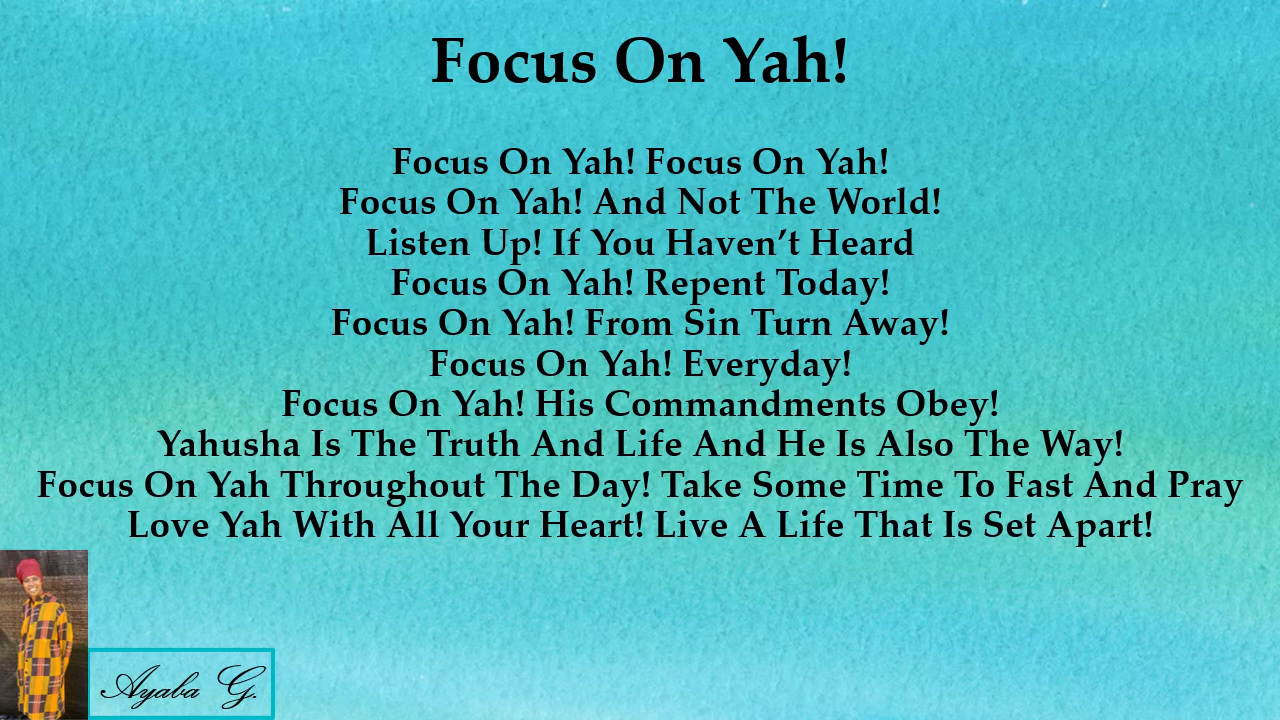 Focus On Yah!
Focus On Yah! Focus On Yah!
Focus On Yah! And Not The World!
Listen Up! If You Haven’t Heard
Focus On Yah! Repent Today!
Focus On Yah! From Sin Turn Away!
Focus On Yah! Everyday!
Focus On Yah! His Commandments Obey!
Yahusha Is The Truth And Life And He Is Also The Way!
Focus On Yah Throughout The Day! Take Some Time To Fast And Pray
Love Yah With All Your Heart! Live A Life That Is Set Apart!
Ayaba G.